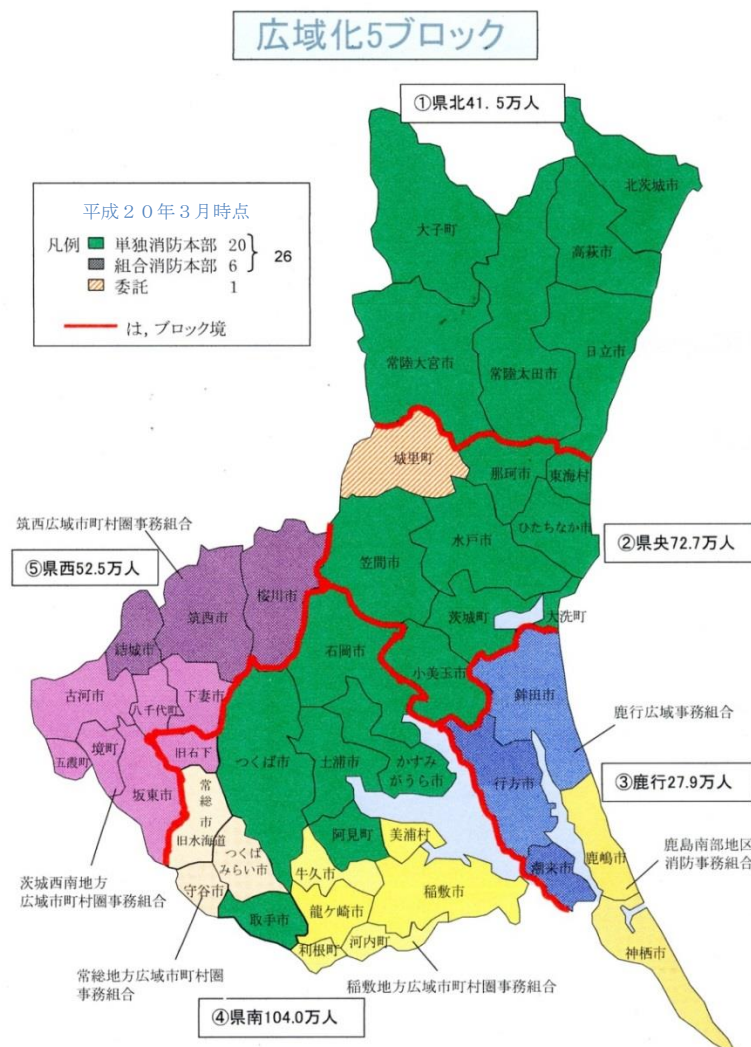 広域化5ブロック
①県北41.5万人
平成20年3月時点
凡例 単独消防本部 20
組合消防本部 6
26
委託 1
は,ブロック境
北茨城市
大子町
高萩市
日立市
常陸大宮市
常陸太田市
城里町
那珂市
東海村
筑西広域市町村圏事務組合
ひたちなか市
水戸市
②県央72.7万人
笠間市
⑤県西52.5万人
桜川市
筑西市
茨城町
大洗町
結城市
石岡市
小美玉市
鉾田市
古河市
下妻市
八千代町
鹿行広域事務組合
境町
旧石下
五霞町
つくば市
土浦市
かすみ
がうら市
行方市
③鹿行27.9万人
坂東市
常
総
市
旧水海道
阿見町
美浦村
鹿嶋市
鹿島南部地区
消防事務組合
つくば
みらい市
牛久市
潮来市
茨城西南地方
広域市町村圏事務組合
守谷市
稲敷市
龍ケ崎市
取手市
神栖市
利根町
河内町
常総地方広域市町村圏
事務組合
稲敷地方広域市町村圏事務組合
④県南104.0万人